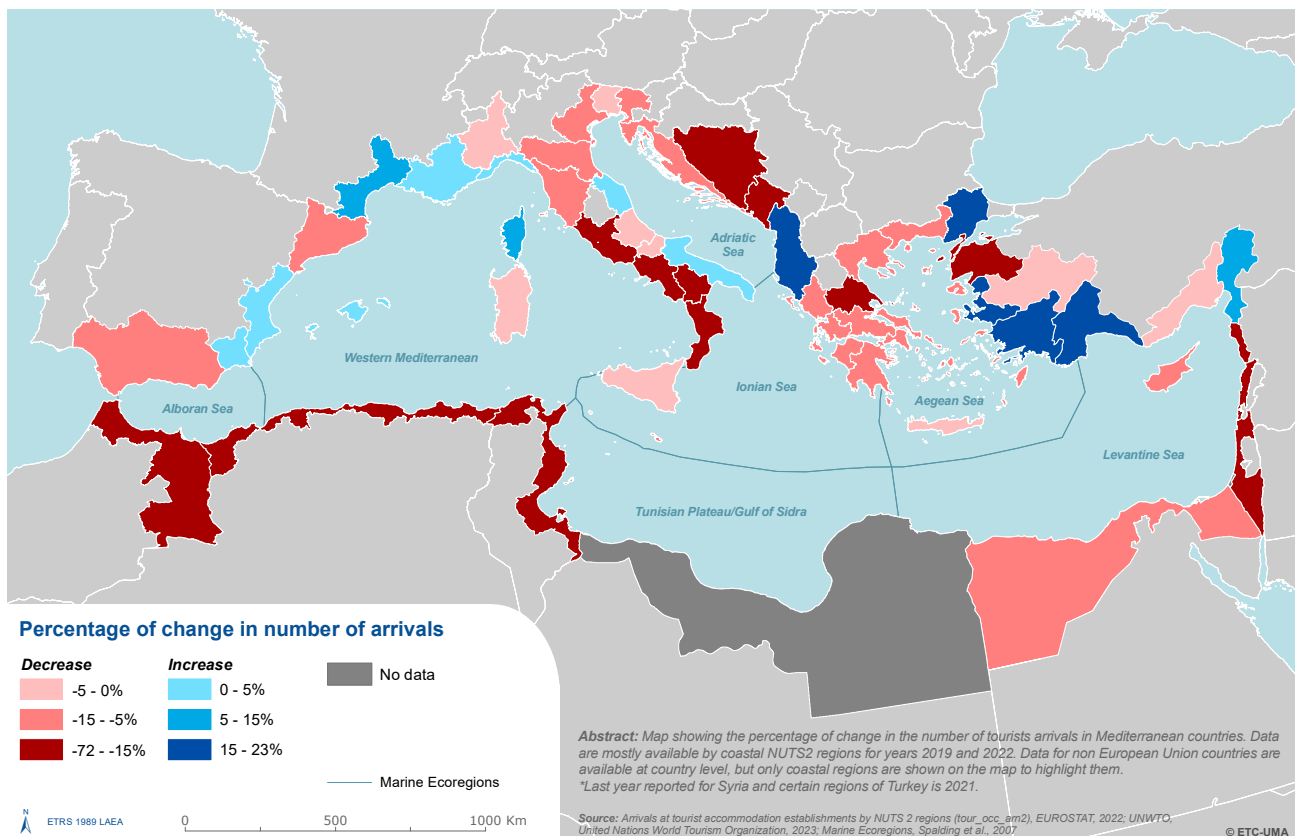 Adriatic
Sea
Western Mediterranean
Ionian Sea
Aegean Sea
Alboran Sea
Levantine Sea
Tunisian Plateau/Gulf of Sidra
Percentage of change in number of arrivals
Decrease
Increase
-5 - 0%
0 - 5%
No data
-15 - -5%
5 - 15%
-72 - -15%
15 - 23%
Marine Ecoregions
N
ETRS 1989 LAEA
0 500 1000 Km
Abstract: Map showing the percentage of change in the number of tourists arrivals in Mediterranean countries. Data
are mostly available by coastal NUTS2 regions for years 2019 and 2022. Data for non European Union countries are
available at country level, but only coastal regions are shown on the map to highlight them.
*Last year reported for Syria and certain regions of Turkey is 2021.
Source: Arrivals at tourist accommodation establishments by NUTS 2 regions (tour_occ_arn2), EUROSTAT, 2022; UNWTO,
United Nations World Tourism Organization, 2023; Marine Ecoregions, Spalding et al., 2007
© ETC-UMA